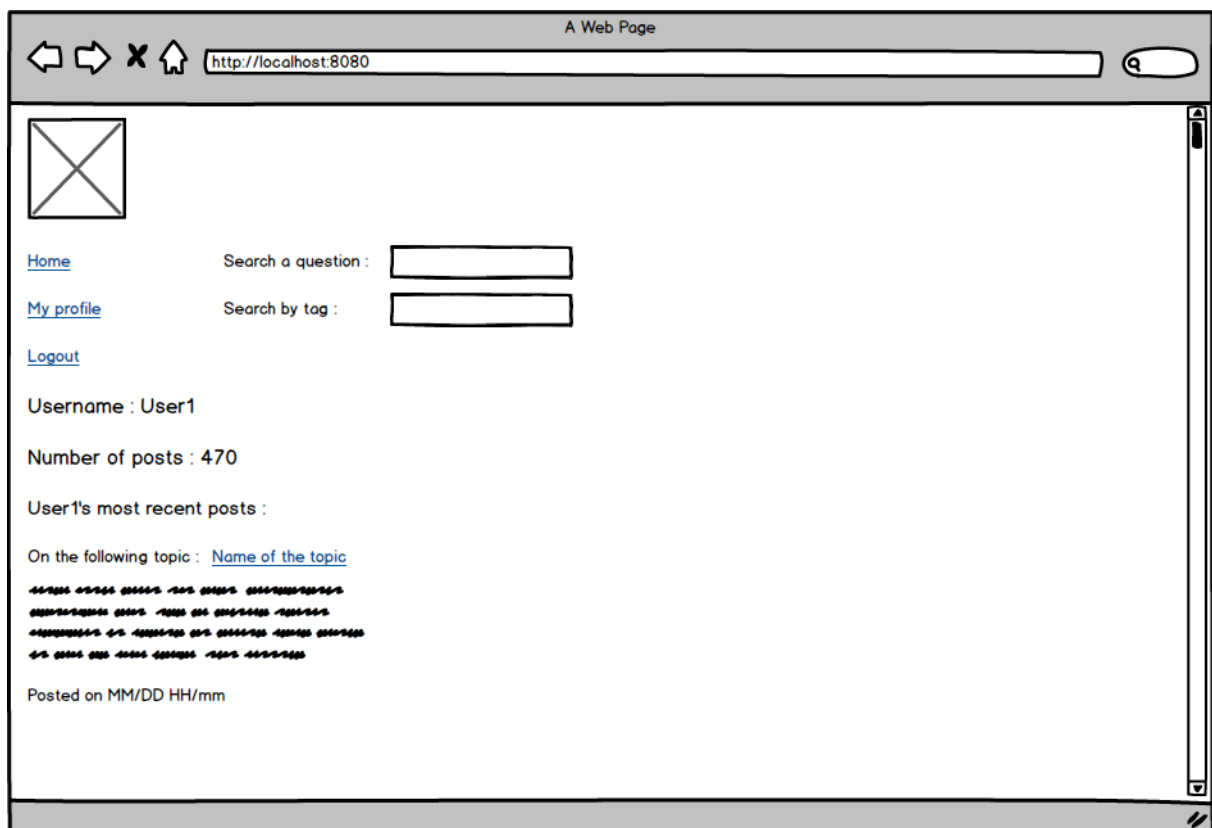 A Web Page
http://localhost:8080
Home
Search a question :
My profile
Search by tag :
Logout
Username : User1
Number of posts : 470
User1's most recent posts :
On the following topic : Name of the topic
Posted on MM/DD HH/mm